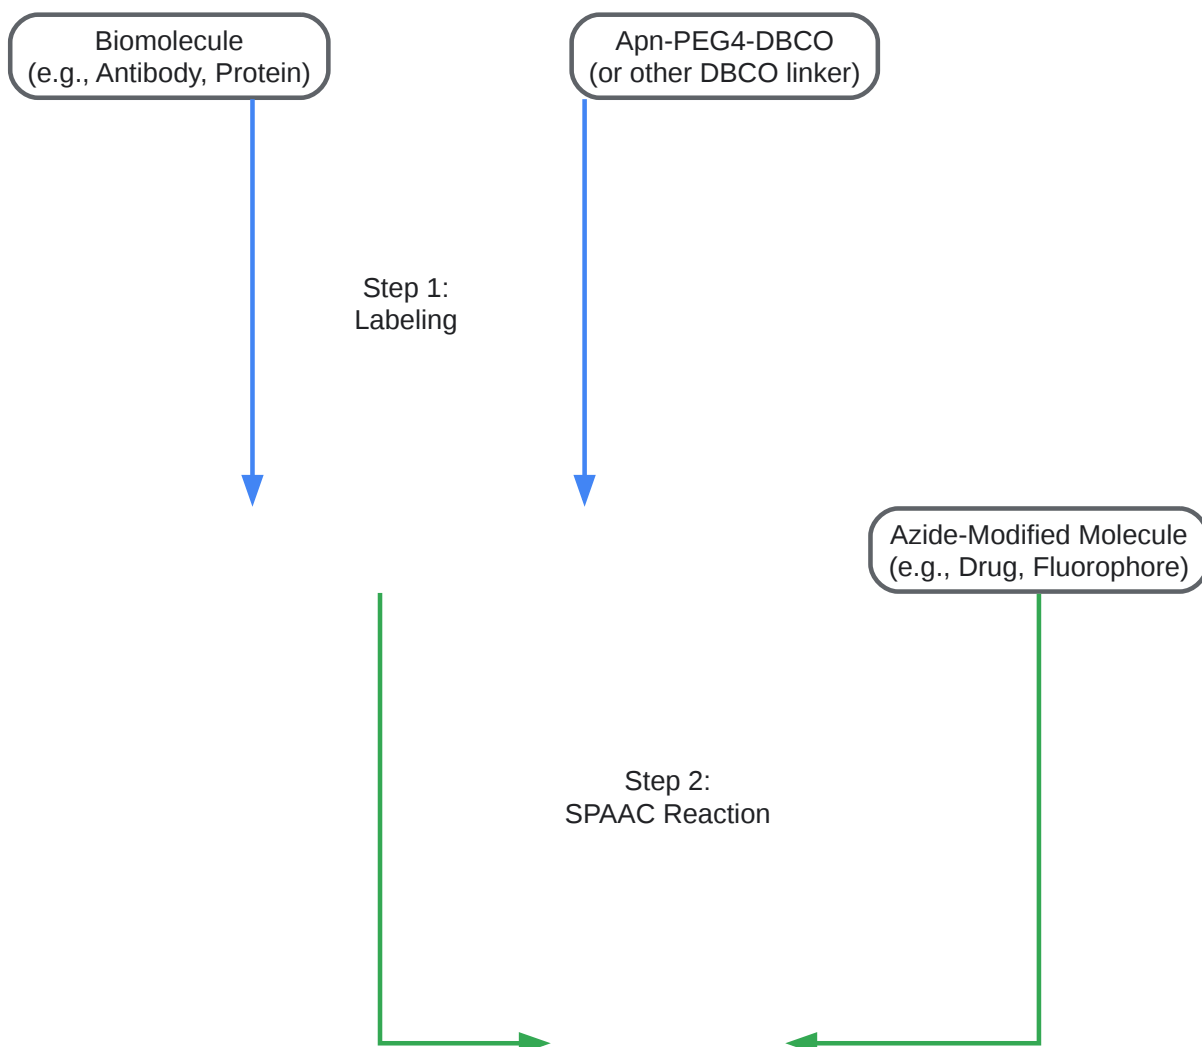 Biomolecule
(e.g., Antibody, Protein)
Apn-PEG4-DBCO
(or other DBCO linker)
Step 1:
Labeling
Azide-Modified Molecule
(e.g., Drug, Fluorophore)
Step 2:
SPAAC Reaction